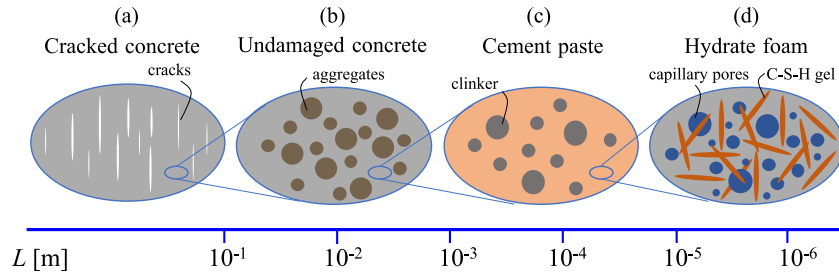 (a) (b) (c) (d)
Cracked concrete Undamaged concrete Cement paste Hydrate foam
cracks aggregates clinker capillary pores C-S-H gel
L [m] 10⁻¹ 10⁻² 10⁻³ 10⁻⁴ 10⁻⁵ 10⁻⁶